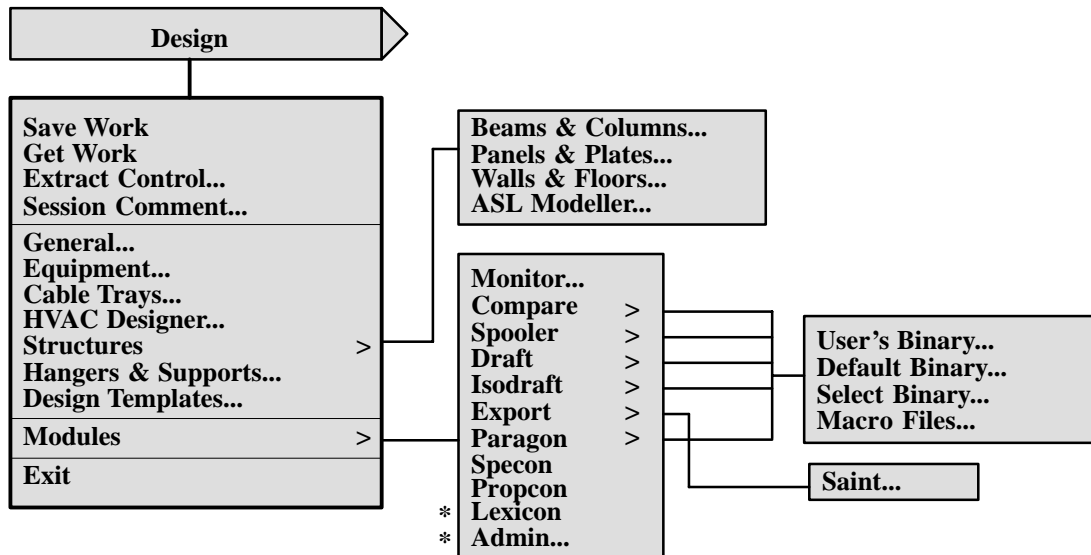 Design
Save Work
Get Work
Extract Control...
Session Comment...
General...
Equipment...
Cable Trays...
HVAC Designer...
Structures >
Hangers & Supports...
Design Templates...
Modules >
Exit
Beams & Columns...
Panels & Plates...
Walls & Floors...
ASL Modeller...
Monitor...
Compare >
Spooler >
Draft >
Isodraft >
Export >
Paragon >
Specon
Propcon
* Lexicon
* Admin...
User's Binary...
Default Binary...
Select Binary...
Macro Files...
Saint...